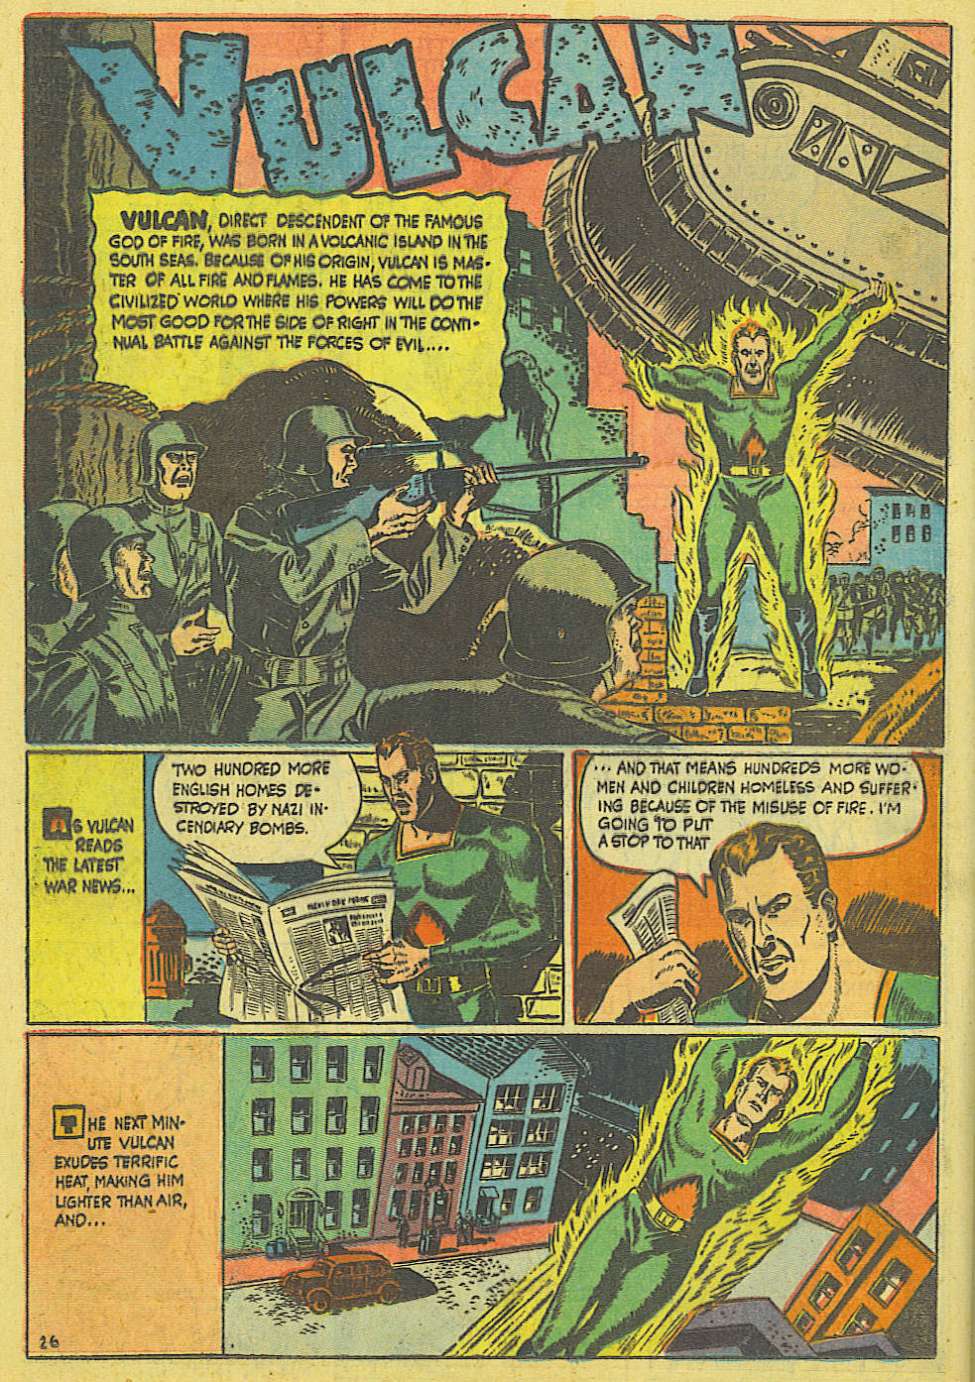 VULCAN
VULCAN, DIRECT DESCENDENT OF THE FAMOUS
GOD OF FIRE, WAS BORN IN A VOLCANIC ISLAND IN THE
SOUTH SEAS. BECAUSE OF HIS ORIGIN, VULCAN IS MAS-
TER OF ALL FIRE AND FLAMES. HE HAS COME TO THE
CIVILIZED WORLD WHERE HIS POWERS WILL DO THE
MOST GOOD FOR THE SIDE OF RIGHT IN THE CONTI-
NUAL BATTLE AGAINST THE FORCES OF EVIL....
AS VULCAN
READS
THE LATEST
WAR NEWS...
TWO HUNDRED MORE
ENGLISH HOMES DE-
STROYED BY NAZI IN-
CENDIARY BOMBS.
... AND THAT MEANS HUNDREDS MORE WO-
MEN AND CHILDREN HOMELESS AND SUFFER-
ING BECAUSE OF THE MISUSE OF FIRE. I'M
GOING TO PUT
A STOP TO THAT
THE NEXT MIN-
UTE VULCAN
EXUDES TERRIFIC
HEAT, MAKING HIM
LIGHTER THAN AIR,
AND...
26